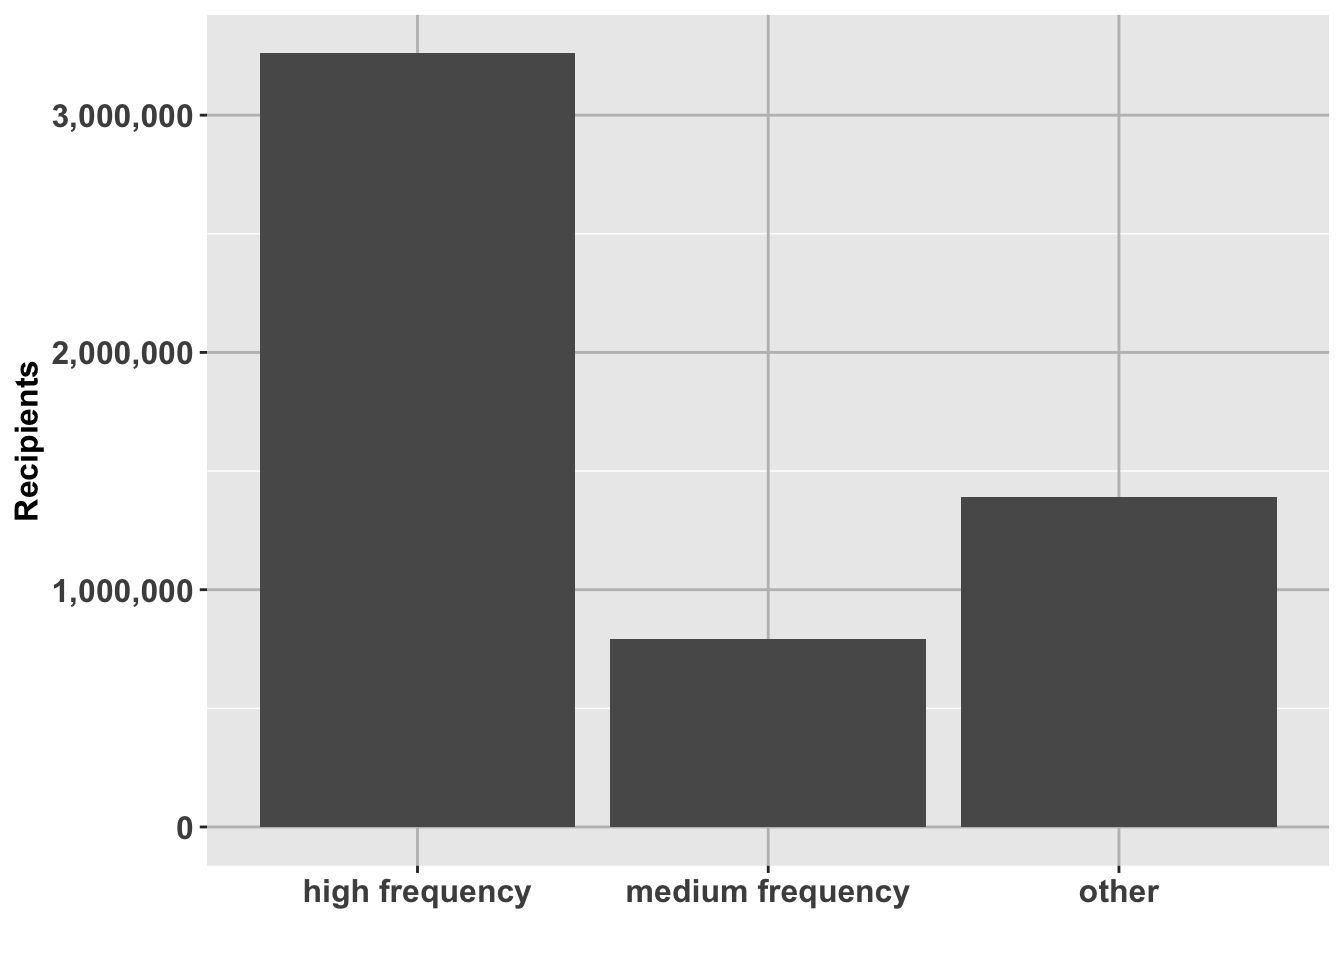 3,000,000
2,000,000
1,000,000
0
Recipients
high frequency
medium frequency
other